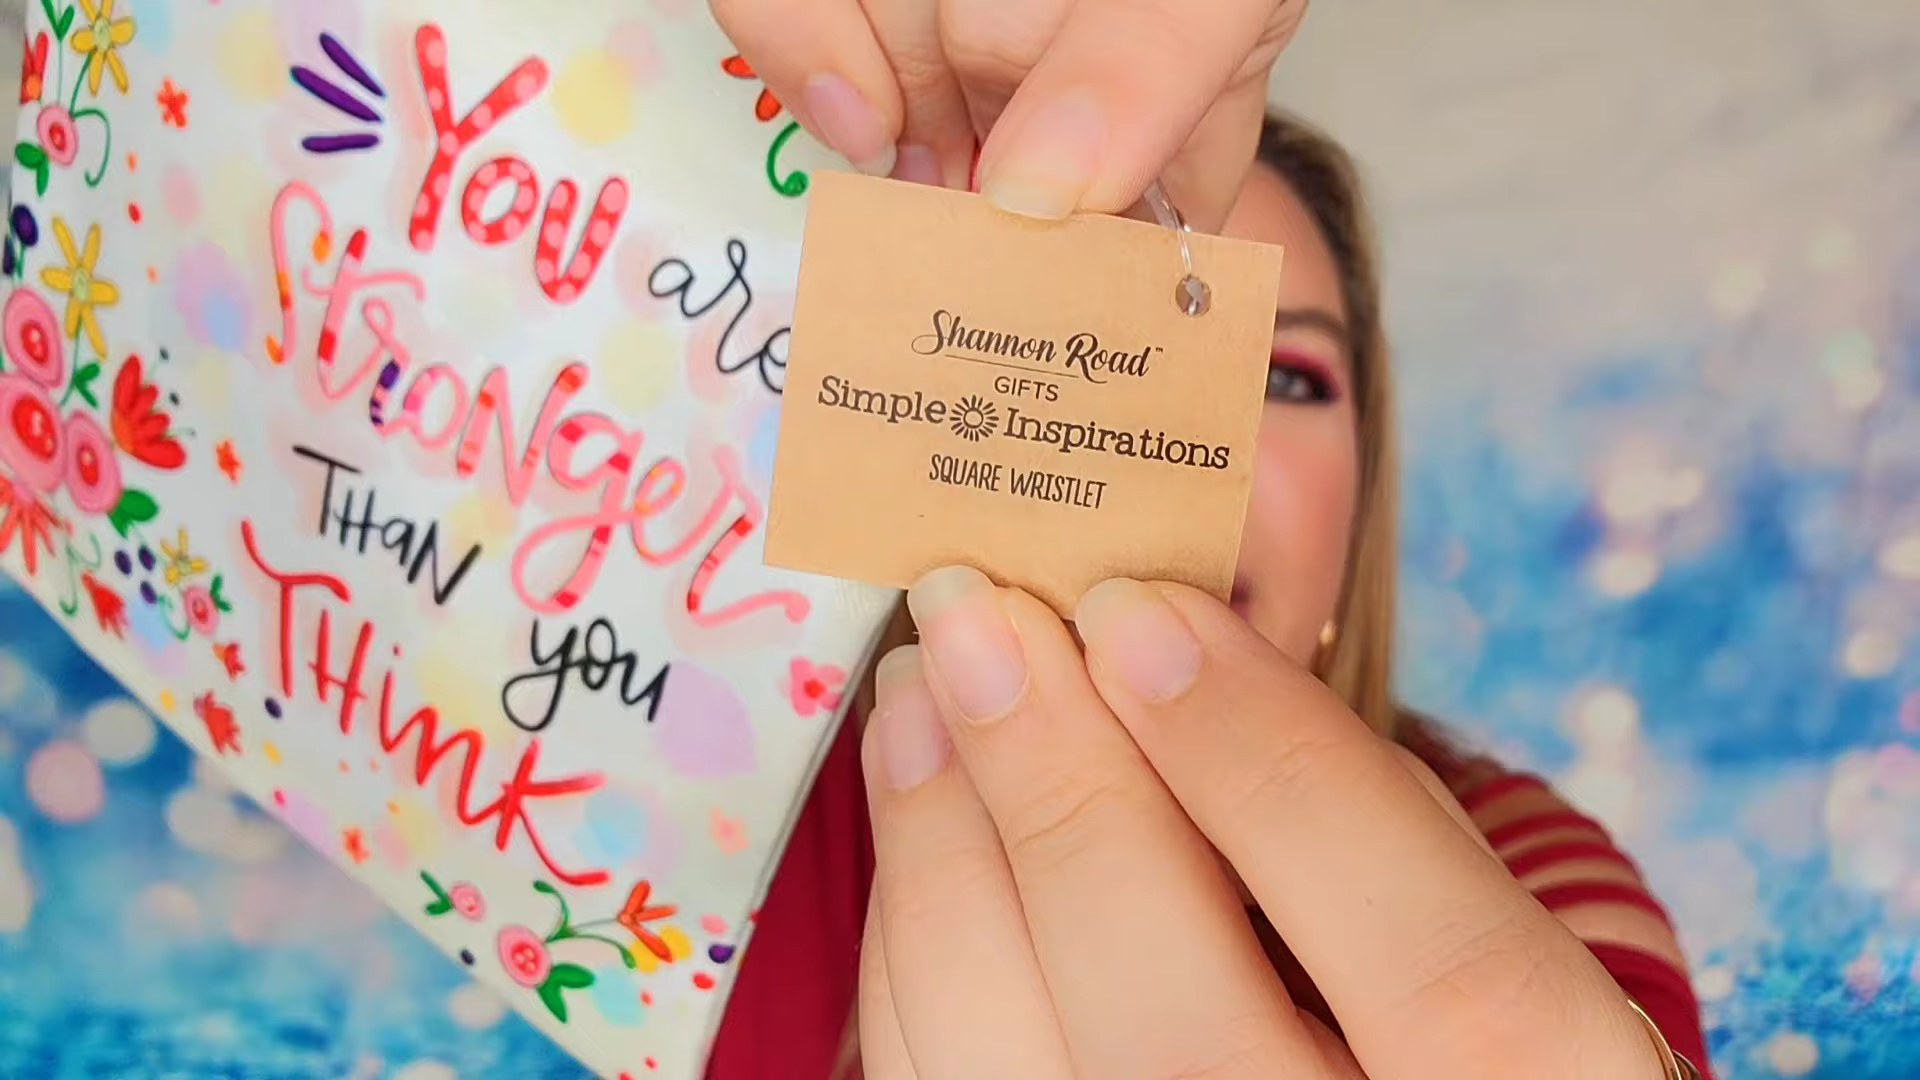 You are
Stronger
THaN
you
THink
Shannon Road™
GIFTS
Simple Inspirations
SQUARE WRISTLET